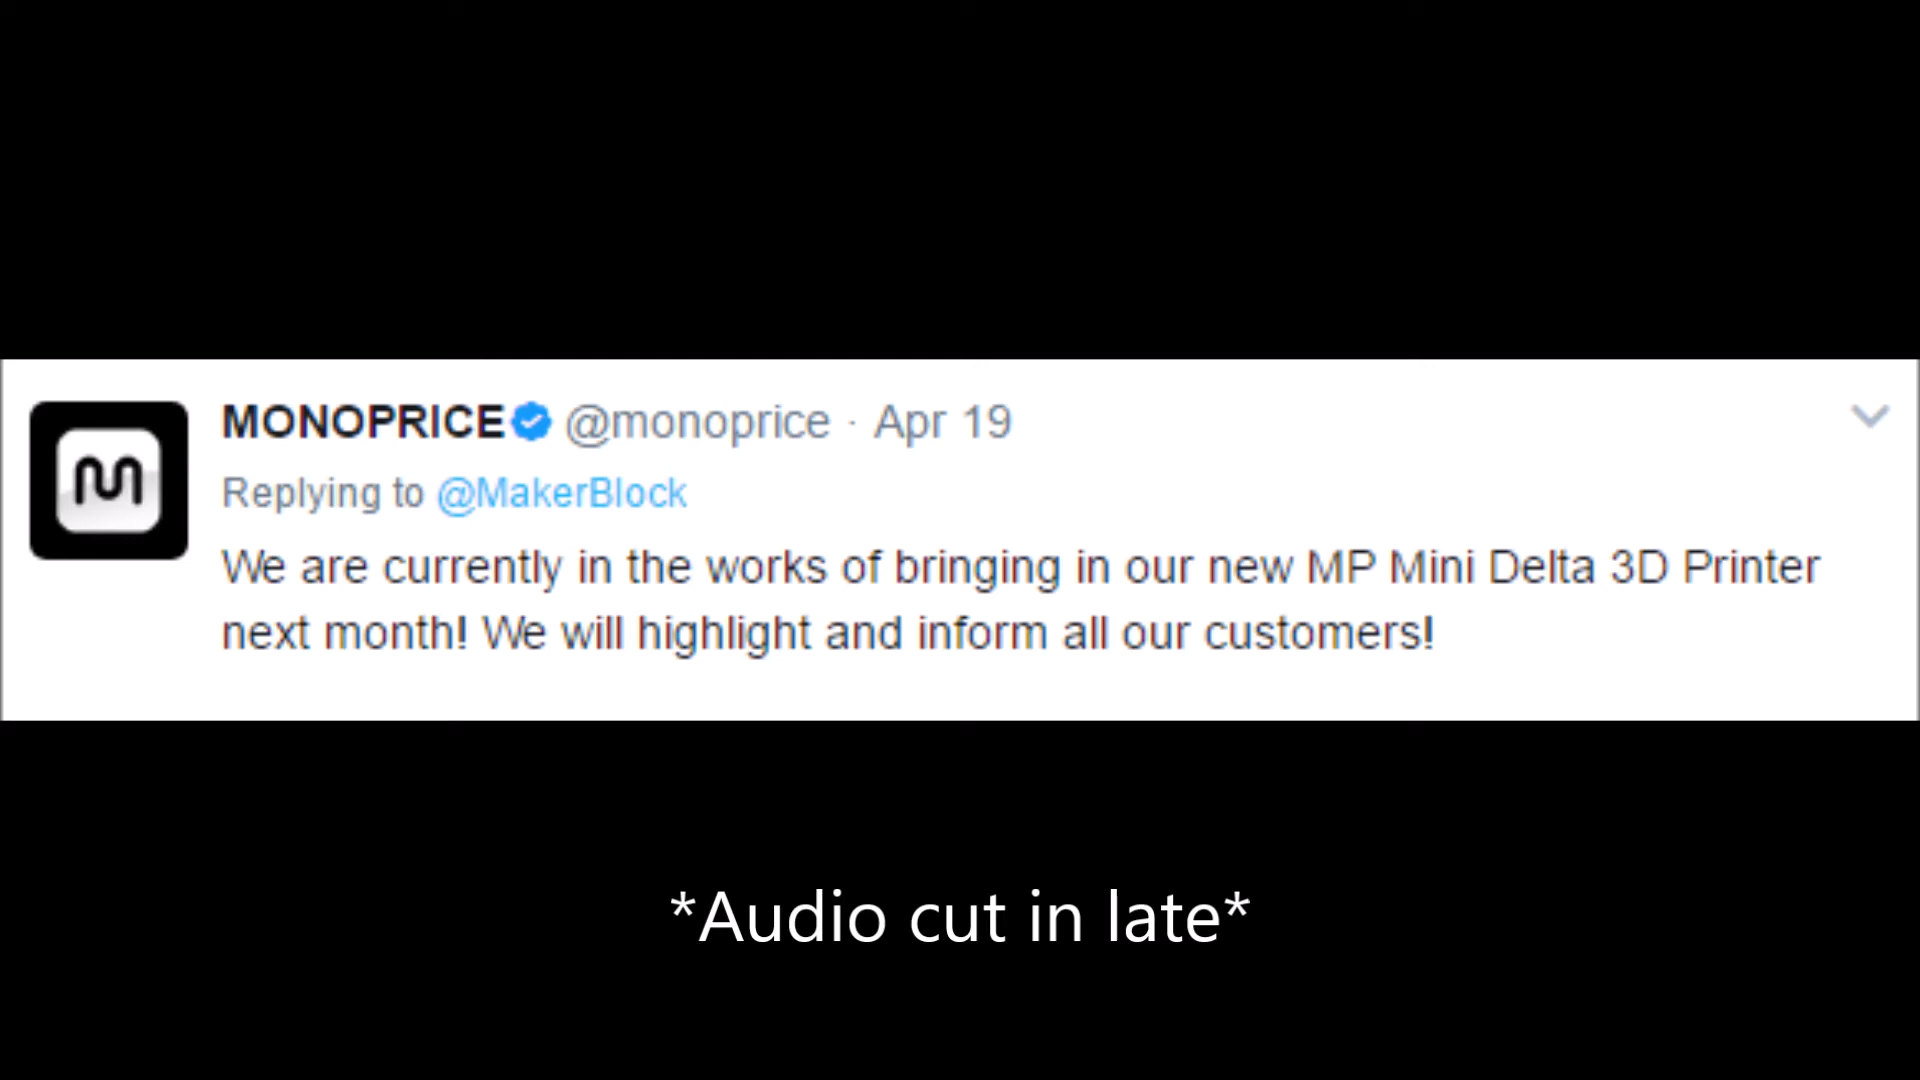 MONOPRICE @monoprice · Apr 19
Replying to @MakerBlock
We are currently in the works of bringing in our new MP Mini Delta 3D Printer
next month! We will highlight and inform all our customers!
*Audio cut in late*